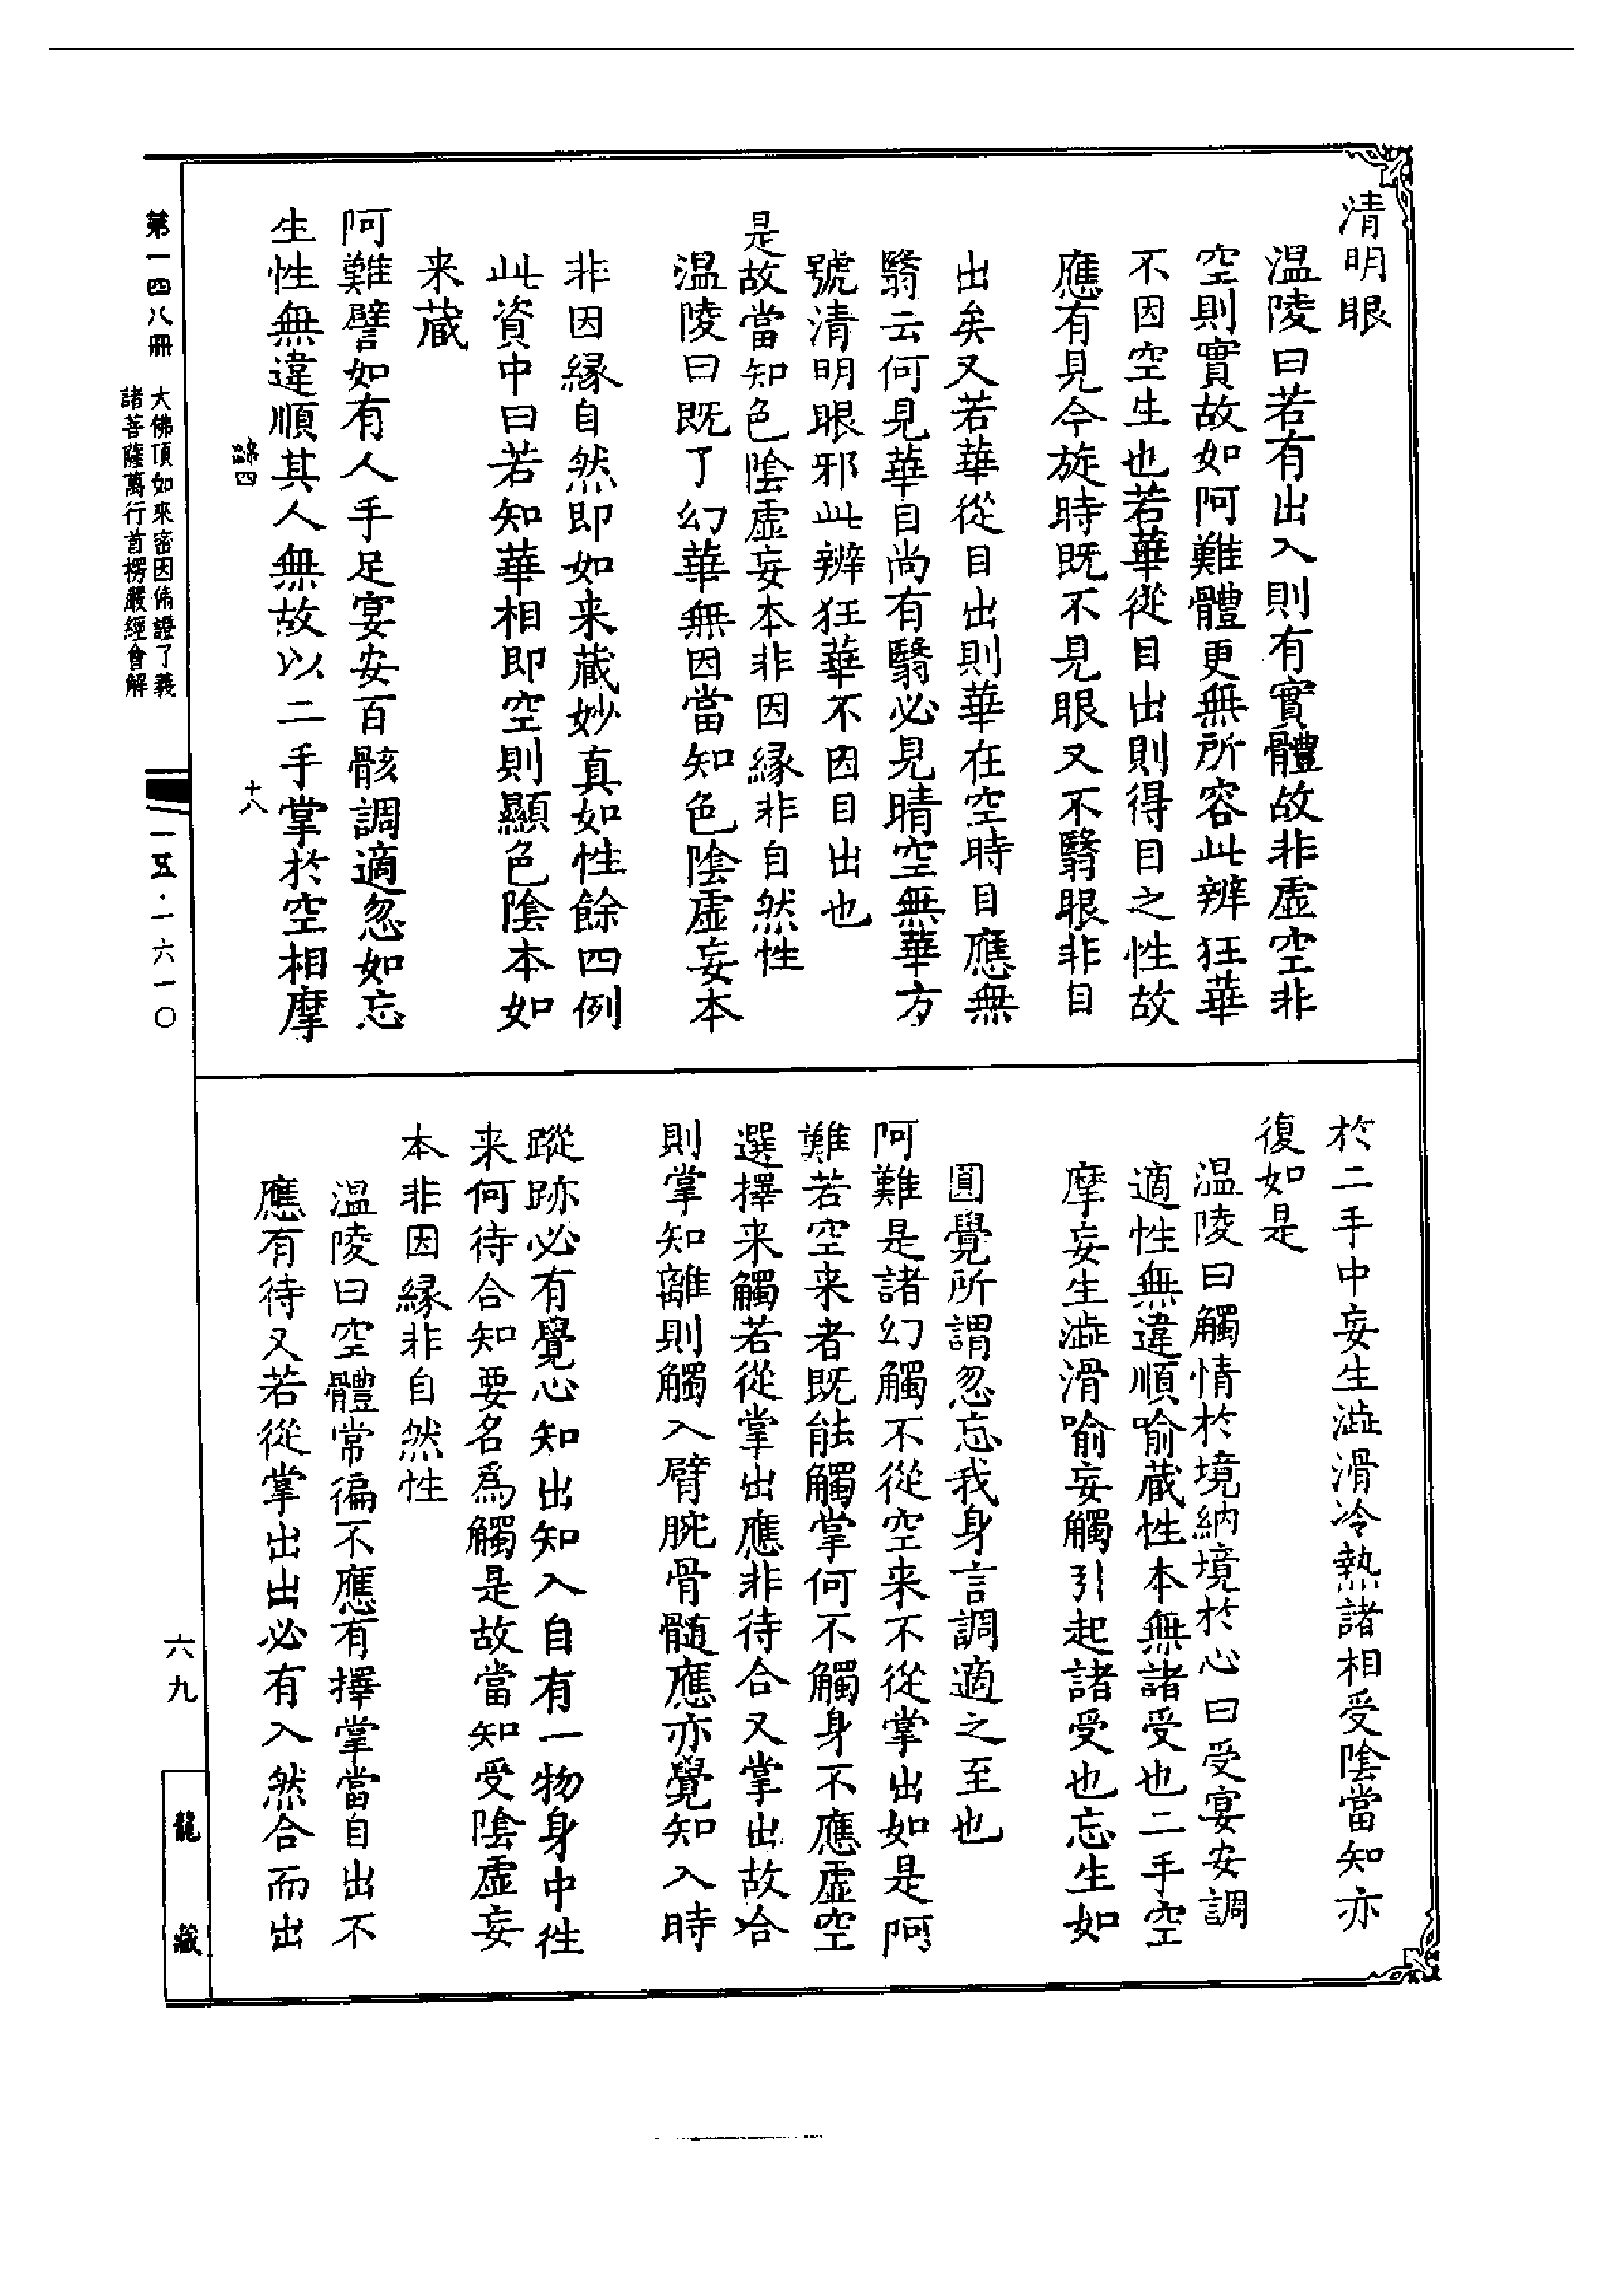 清明眼
温陵曰若有出入則有實體故非虛空非
空則實故如阿難體更無所容此辨狂華
不因空生也若華從目出則得目之性故
應有見今旋時既不見眼又不翳眼非目
出矣又若華從目出則華在空時目應無
翳云何見華目尚有翳必見晴空無華方
號清明眼邪此辨狂華不因目出也
是故當知色陰虛妄本非因縁非自然性
温陵曰既了幻華無因當知色陰虛妄本
非因縁自然即如来藏妙真如性餘四例
此資中曰若知華相即空則顯色陰本如
来藏
阿難譬如有人手足宴安百骸調適忽如忘
生性無違順其人無故以二手掌於空相摩
於二手中妄生澁滑冷熱諸相受陰當知亦
復如是
温陵曰觸情於境納境於心曰受宴安調
適性無違順喻藏性本無諸受也二手空
摩妄生澁滑喻妄觸引起諸受也忘生如
圓覺所謂忽忘我身言調適之至也
阿難是諸幻觸不從空来不從掌出如是阿
難若空来者既能觸掌何不觸身不應虛空
選擇来觸若從掌出應非待合又掌出故合
則掌知離則觸入臂腕骨髓應亦覺知入時
蹤跡必有覺心知出知入自有一物身中徃
来何待合知要名爲觸是故當知受陰虛妄
本非因縁非自然性
温陵曰空體常徧不應有擇掌當自出不
應有待又若從掌出出必有入然合而出
第一四八冊
大佛頂如來密因脩證了義
諸菩薩萬行首楞嚴經會解
四
十八
一五·一六一〇
六九
龍藏